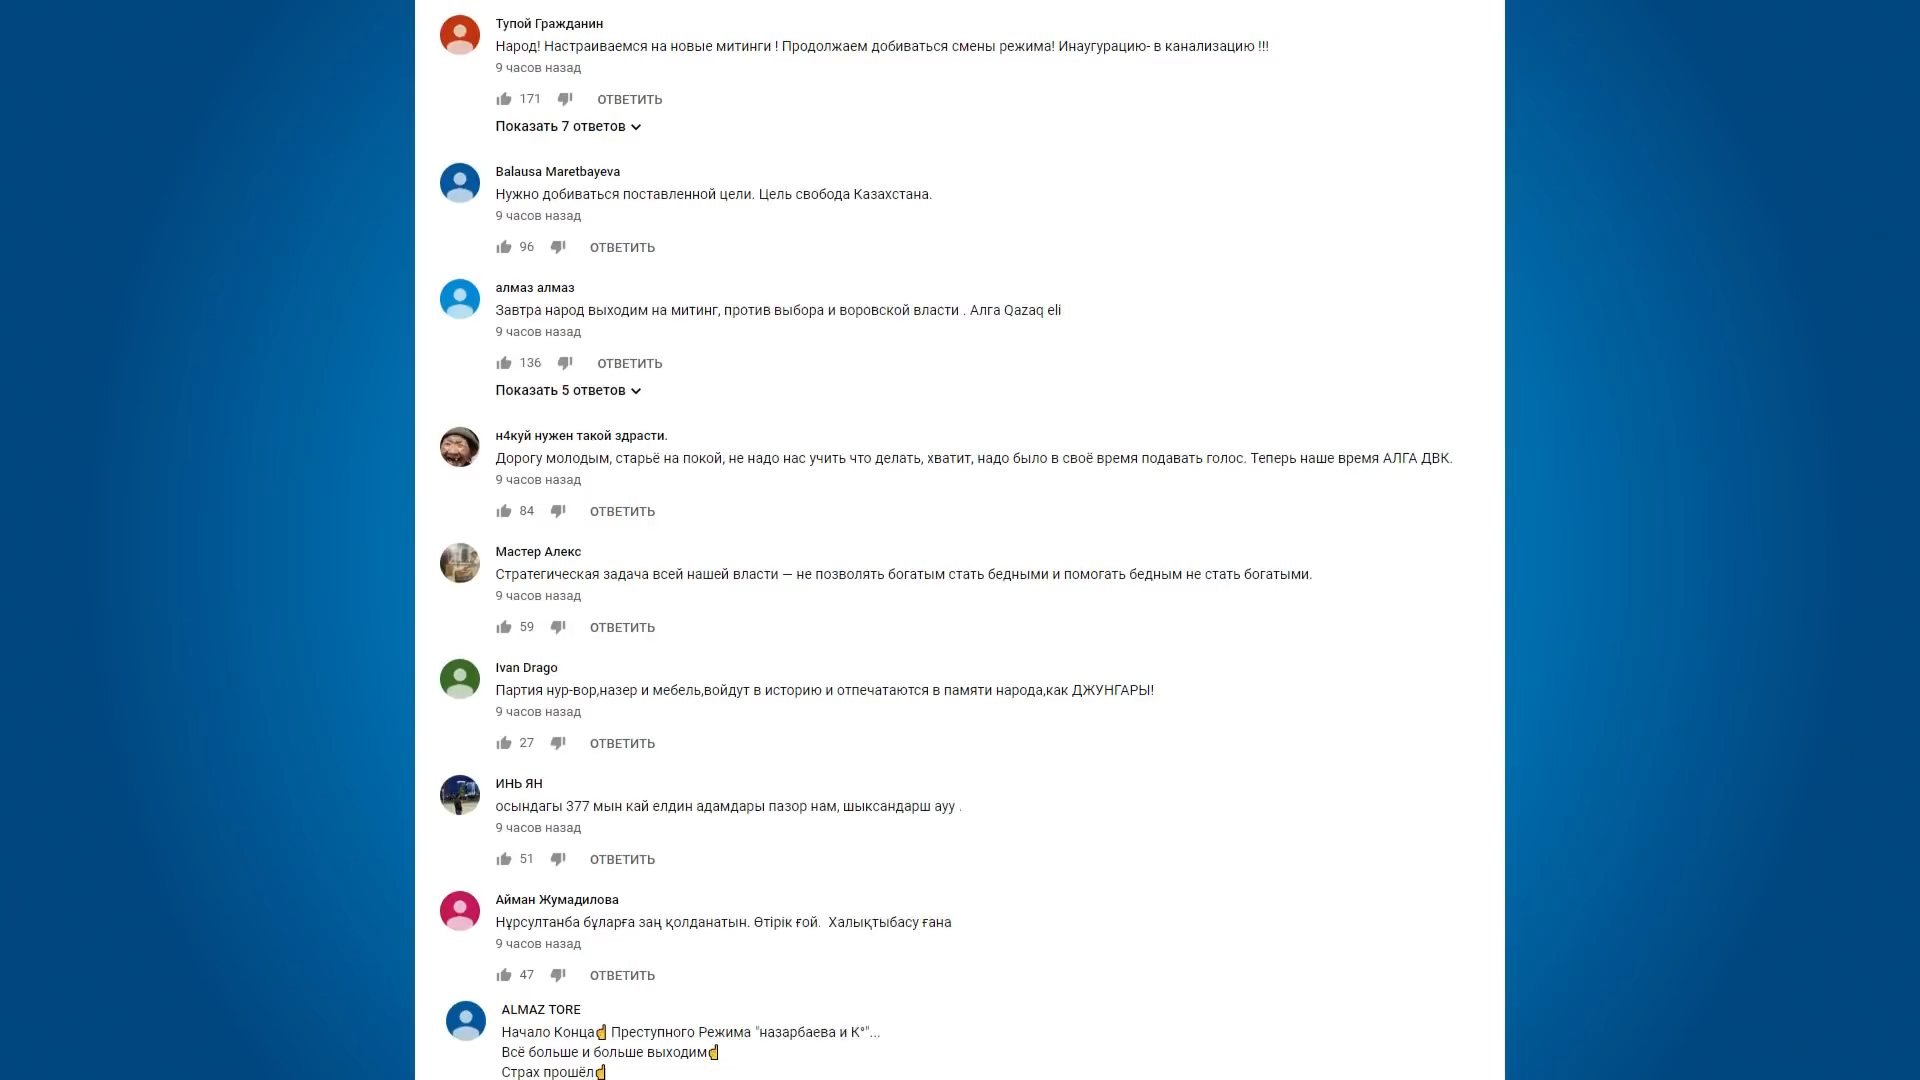 Тупой Гражданин
Народ! Настраиваемся на новые митинги ! Продолжаем добиваться смены режима! Инаугурацию- в канализацию !!!
9 часов назад
171 ОТВЕТИТЬ
Показать 7 ответов
Balausa Maretbayeva
Нужно добиваться поставленной цели. Цель свобода Казахстана.
9 часов назад
96 ОТВЕТИТЬ
алмаз алмаз
Завтра народ выходим на митинг, против выбора и воровской власти . Алга Qazaq eli
9 часов назад
136 ОТВЕТИТЬ
Показать 5 ответов
н4куй нужен такой здрасти.
Дорогу молодым, старьё на покой, не надо нас учить что делать, хватит, надо было в своё время подавать голос. Теперь наше время АЛГА ДВК.
9 часов назад
84 ОТВЕТИТЬ
Мастер Алекс
Стратегическая задача всей нашей власти — не позволять богатым стать бедными и помогать бедным не стать богатыми.
9 часов назад
59 ОТВЕТИТЬ
Ivan Drago
Партия нур-вор,назер и мебель,войдут в историю и отпечатаются в памяти народа,как ДЖУНГАРЫ!
9 часов назад
27 ОТВЕТИТЬ
ИНЬ ЯН
осындагы 377 мын кай елдин адамдары пазор нам, шыксандарш ауу .
9 часов назад
51 ОТВЕТИТЬ
Айман Жумадилова
Нұрсултанба бұларға заң қолданатын. Өтірік ғой. Халықтыбасу ғана
9 часов назад
47 ОТВЕТИТЬ
ALMAZ TORE
Начало Конца☝ Преступного Режима "назарбаева и К°"...
Всё больше и больше выходим☝
Страх прошёл☝